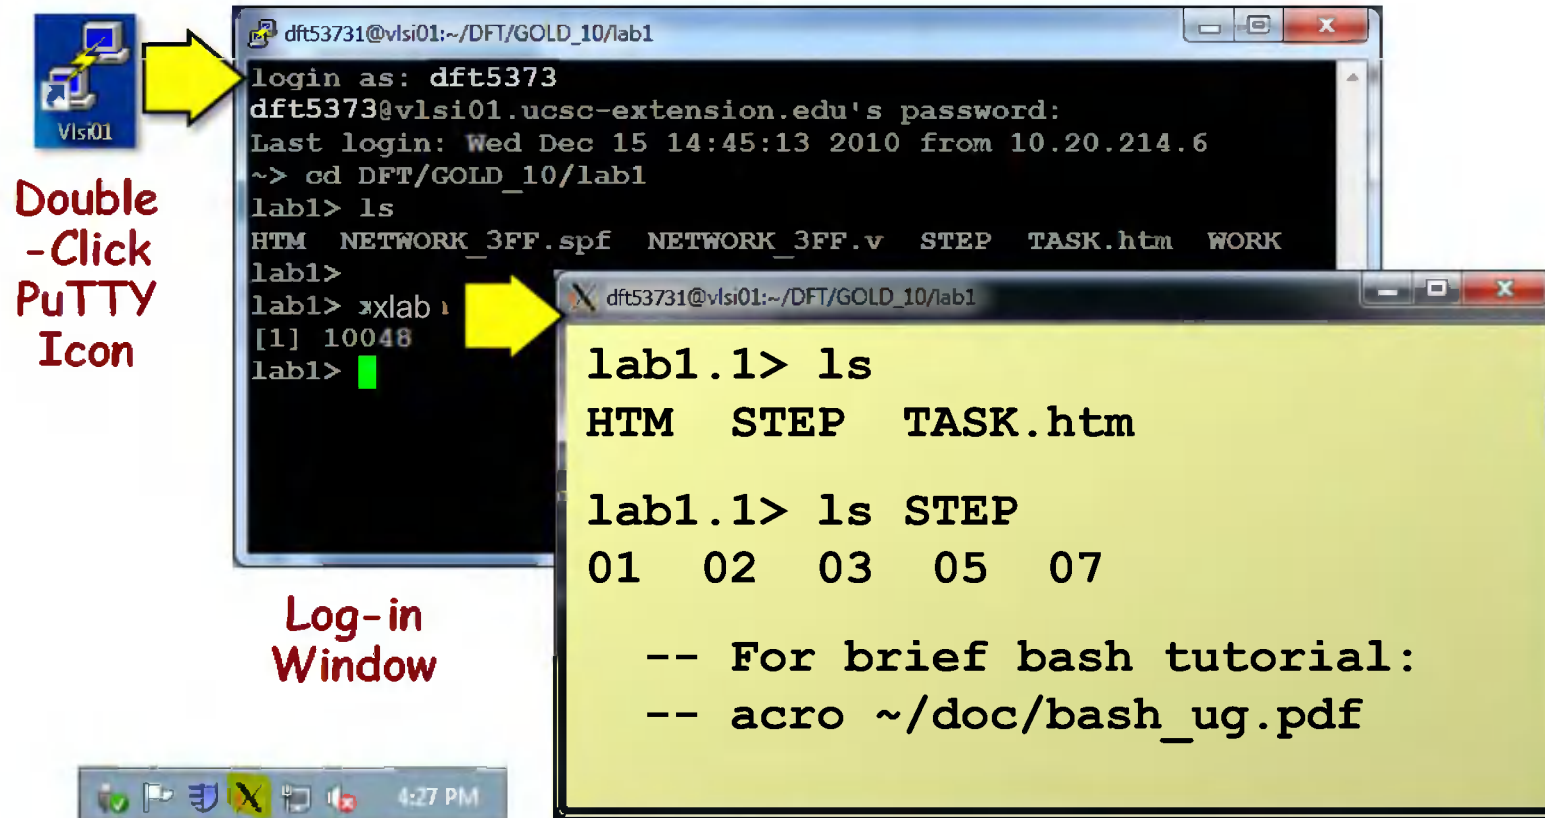 Vlsi01
Double
-Click
PuTTY
Icon
dft53731@vlsi01:~/DFT/GOLD_10/lab1
login as: dft5373
dft5373@vlsi01.ucsc-extension.edu's password:
Last login: Wed Dec 15 14:45:13 2010 from 10.20.214.6
~> cd DFT/GOLD_10/lab1
lab1> ls
HTM NETWORK_3FF.spf NETWORK_3FF.v STEP TASK.htm WORK
lab1>
lab1> xxlab
[1] 10048
lab1>
Log-in
Window
dft53731@vlsi01:~/DFT/GOLD_10/lab1
lab1.1> ls
HTM STEP TASK.htm
lab1.1> ls STEP
01 02 03 05 07
-- For brief bash tutorial:
-- acro ~/doc/bash_ug.pdf
4:27 PM